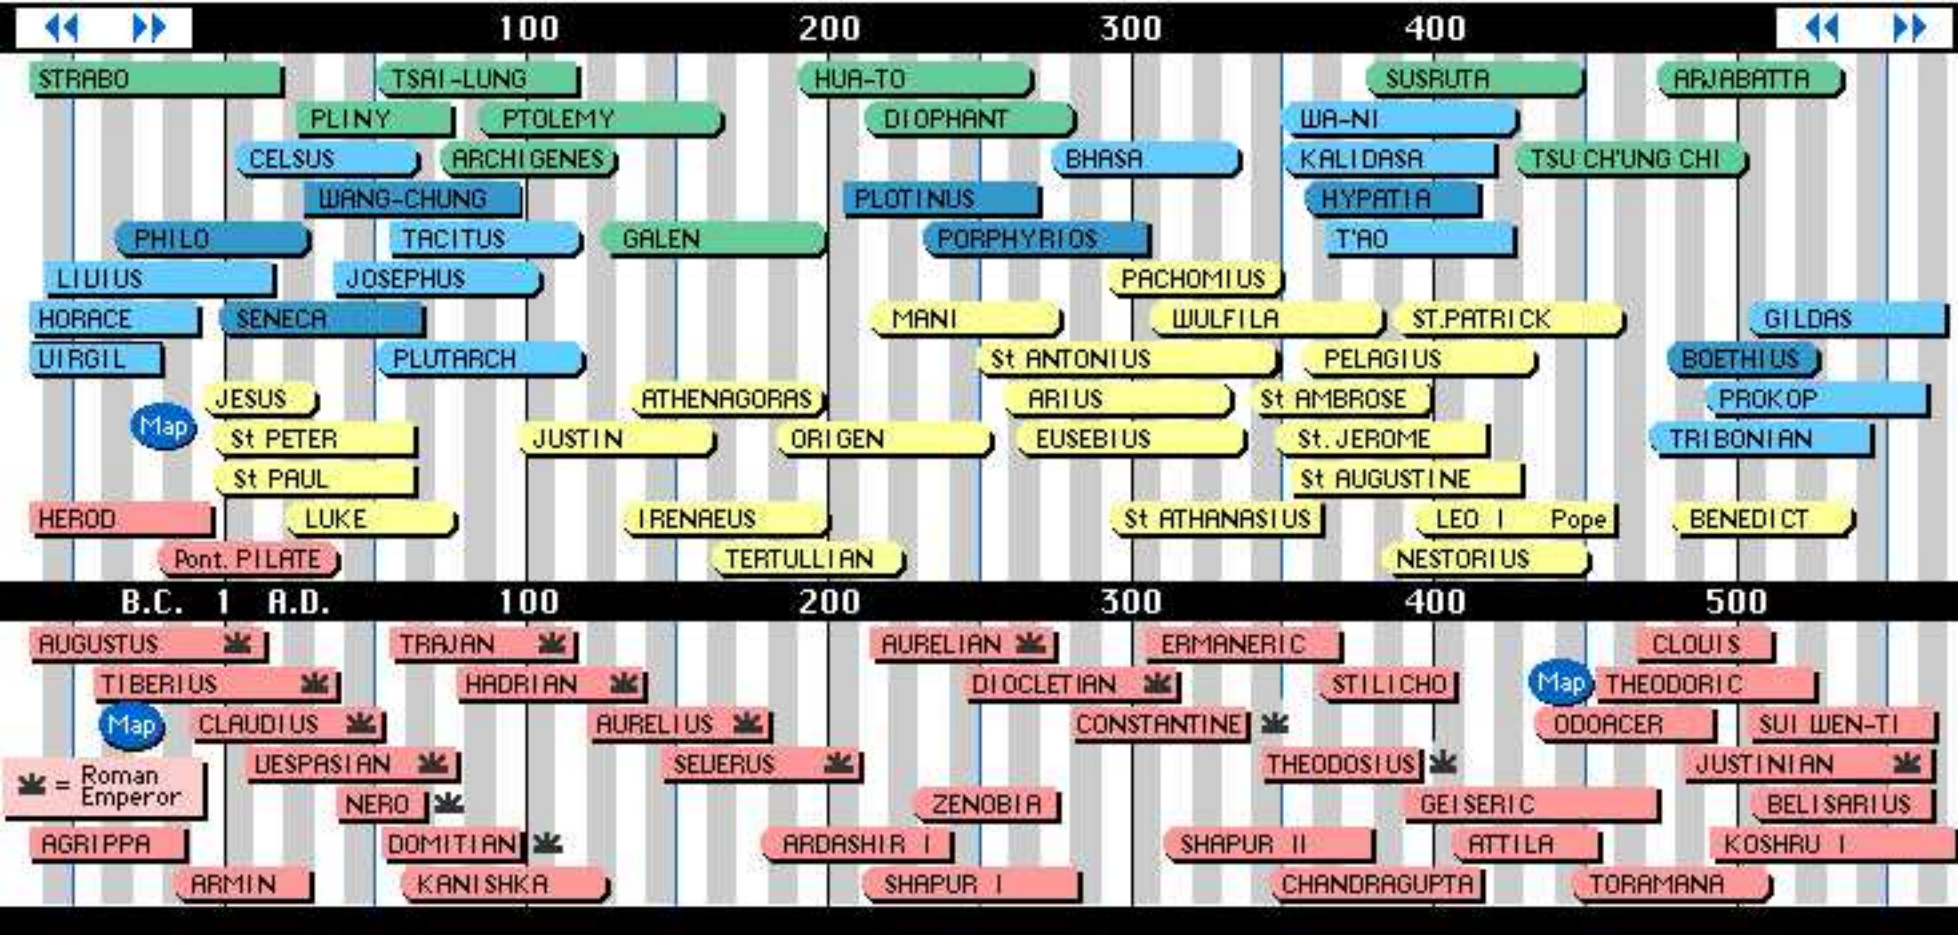 100 200 300 400
STRABO TSAI-LUNG HUA-TO SUSRUTA ARJABATTA
PLINY PTOLEMY DIOPHANT WA-NI
CELSUS ARCHIGENES BHASA KALIDASA TSU CH'UNG CHI
WANG-CHUNG PLOTINUS HYPATIA
PHILO TACITUS GALEN PORPHYRIOS T'AO
LIVIUS JOSEPHUS PACHOMIUS
HORACE SENECA MANI WULFILA ST.PATRICK GILDAS
VIRGIL PLUTARCH St ANTONIUS PELAGIUS BOETHIUS
JESUS ATHENAGORAS ARIUS St AMBROSE PROKOP
Map St PETER JUSTIN ORIGEN EUSEBIUS St. JEROME TRIBONIAN
St PAUL St AUGUSTINE
HEROD LUKE IRENAEUS St ATHANASIUS LEO I Pope BENEDICT
Pont. PILATE TERTULLIAN NESTORIUS
B.C. 1 A.D. 100 200 300 400 500
AUGUSTUS TRAJAN AURELIAN ERMANERIC CLOVIS
TIBERIUS HADRIAN DIOCLETIAN STILICHO Map THEODORIC
Map CLAUDIUS AURELIUS CONSTANTINE ODOACER SUI WEN-TI
VESPASIAN SEVERUS THEODOSIUS JUSTINIAN
= Roman
Emperor
NERO ZENOBIA GEISERIC BELISARIUS
AGRIPPA DOMITIAN ARDASHIR I SHAPUR II ATTILA KOSHRU I
ARMIN KANISHKA SHAPUR I CHANDRAGUPTA TORAMANA